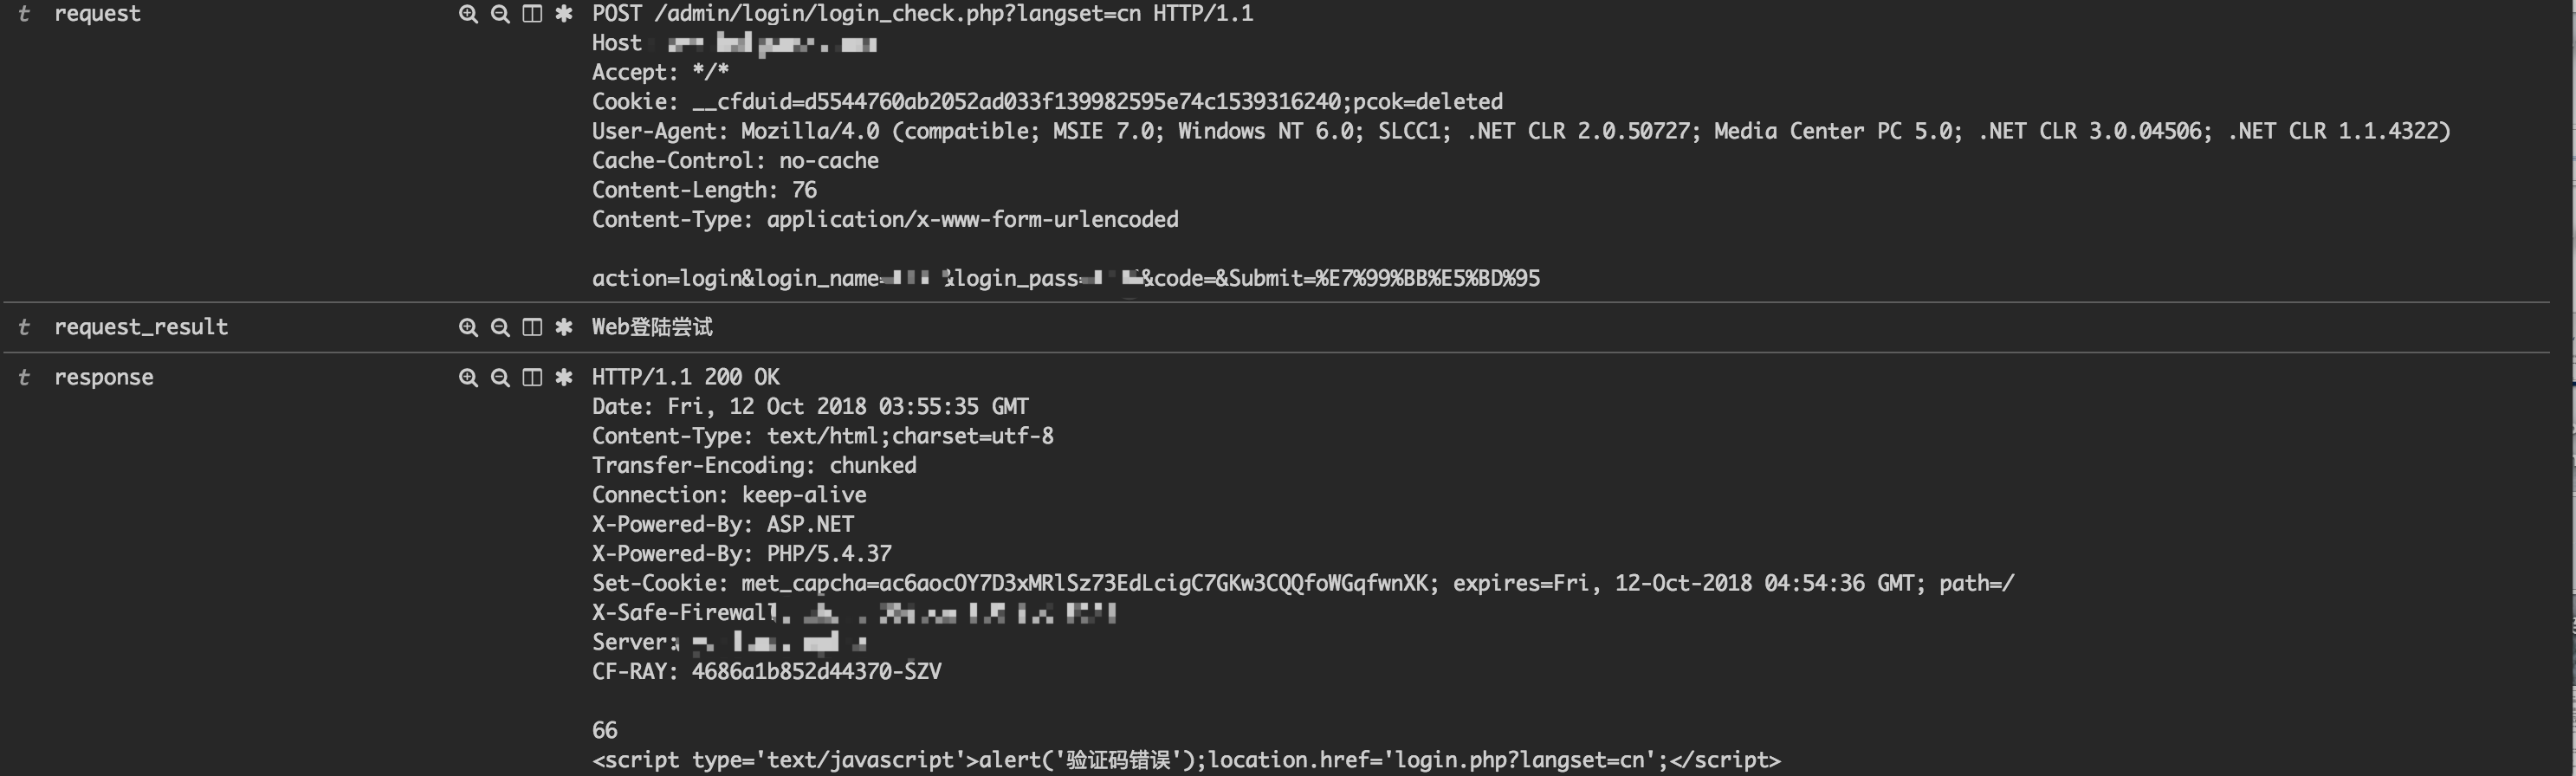 t request POST /admin/login/login_check.php?langset=cn HTTP/1.1
Host
Accept: */*
Cookie: __cfduid=d5544760ab2052ad033f139982595e74c1539316240;pcok=deleted
User-Agent: Mozilla/4.0 (compatible; MSIE 7.0; Windows NT 6.0; SLCC1; .NET CLR 2.0.50727; Media Center PC 5.0; .NET CLR 3.0.04506; .NET CLR 1.1.4322)
Cache-Control: no-cache
Content-Length: 76
Content-Type: application/x-www-form-urlencoded
action=login&login_name= &login_pass= &code=&Submit=%E7%99%BB%E5%BD%95
t request_result Web登陆尝试
t response HTTP/1.1 200 OK
Date: Fri, 12 Oct 2018 03:55:35 GMT
Content-Type: text/html;charset=utf-8
Transfer-Encoding: chunked
Connection: keep-alive
X-Powered-By: ASP.NET
X-Powered-By: PHP/5.4.37
Set-Cookie: met_capcha=ac6aocOY7D3xMRlSz73EdLcigC7GKw3CQQfoWGqfwnXK; expires=Fri, 12-Oct-2018 04:54:36 GMT; path=/
X-Safe-Firewall
Server:
CF-RAY: 4686a1b852d44370-SZV
66
<script type='text/javascript'>alert('验证码错误');location.href='login.php?langset=cn';</script>